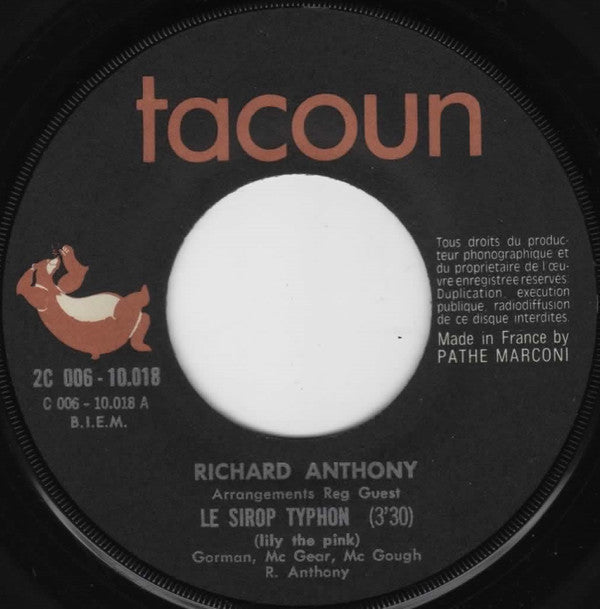 tacoun
Tous droits du produc-
teur phonographique et
du proprietaire de l œu-
vre enregistree reservés.
Duplication, execution
publique, radiodiffusion
de ce disque interdites.
Made in France by
PATHE MARCONI
2C 006 - 10.018
C 006 - 10.018 A
B.I.E.M.
RICHARD ANTHONY
Arrangements Reg Guest
LE SIROP TYPHON (3'30)
(lily the pink)
Gorman, Mc Gear, Mc Gough
R. Anthony